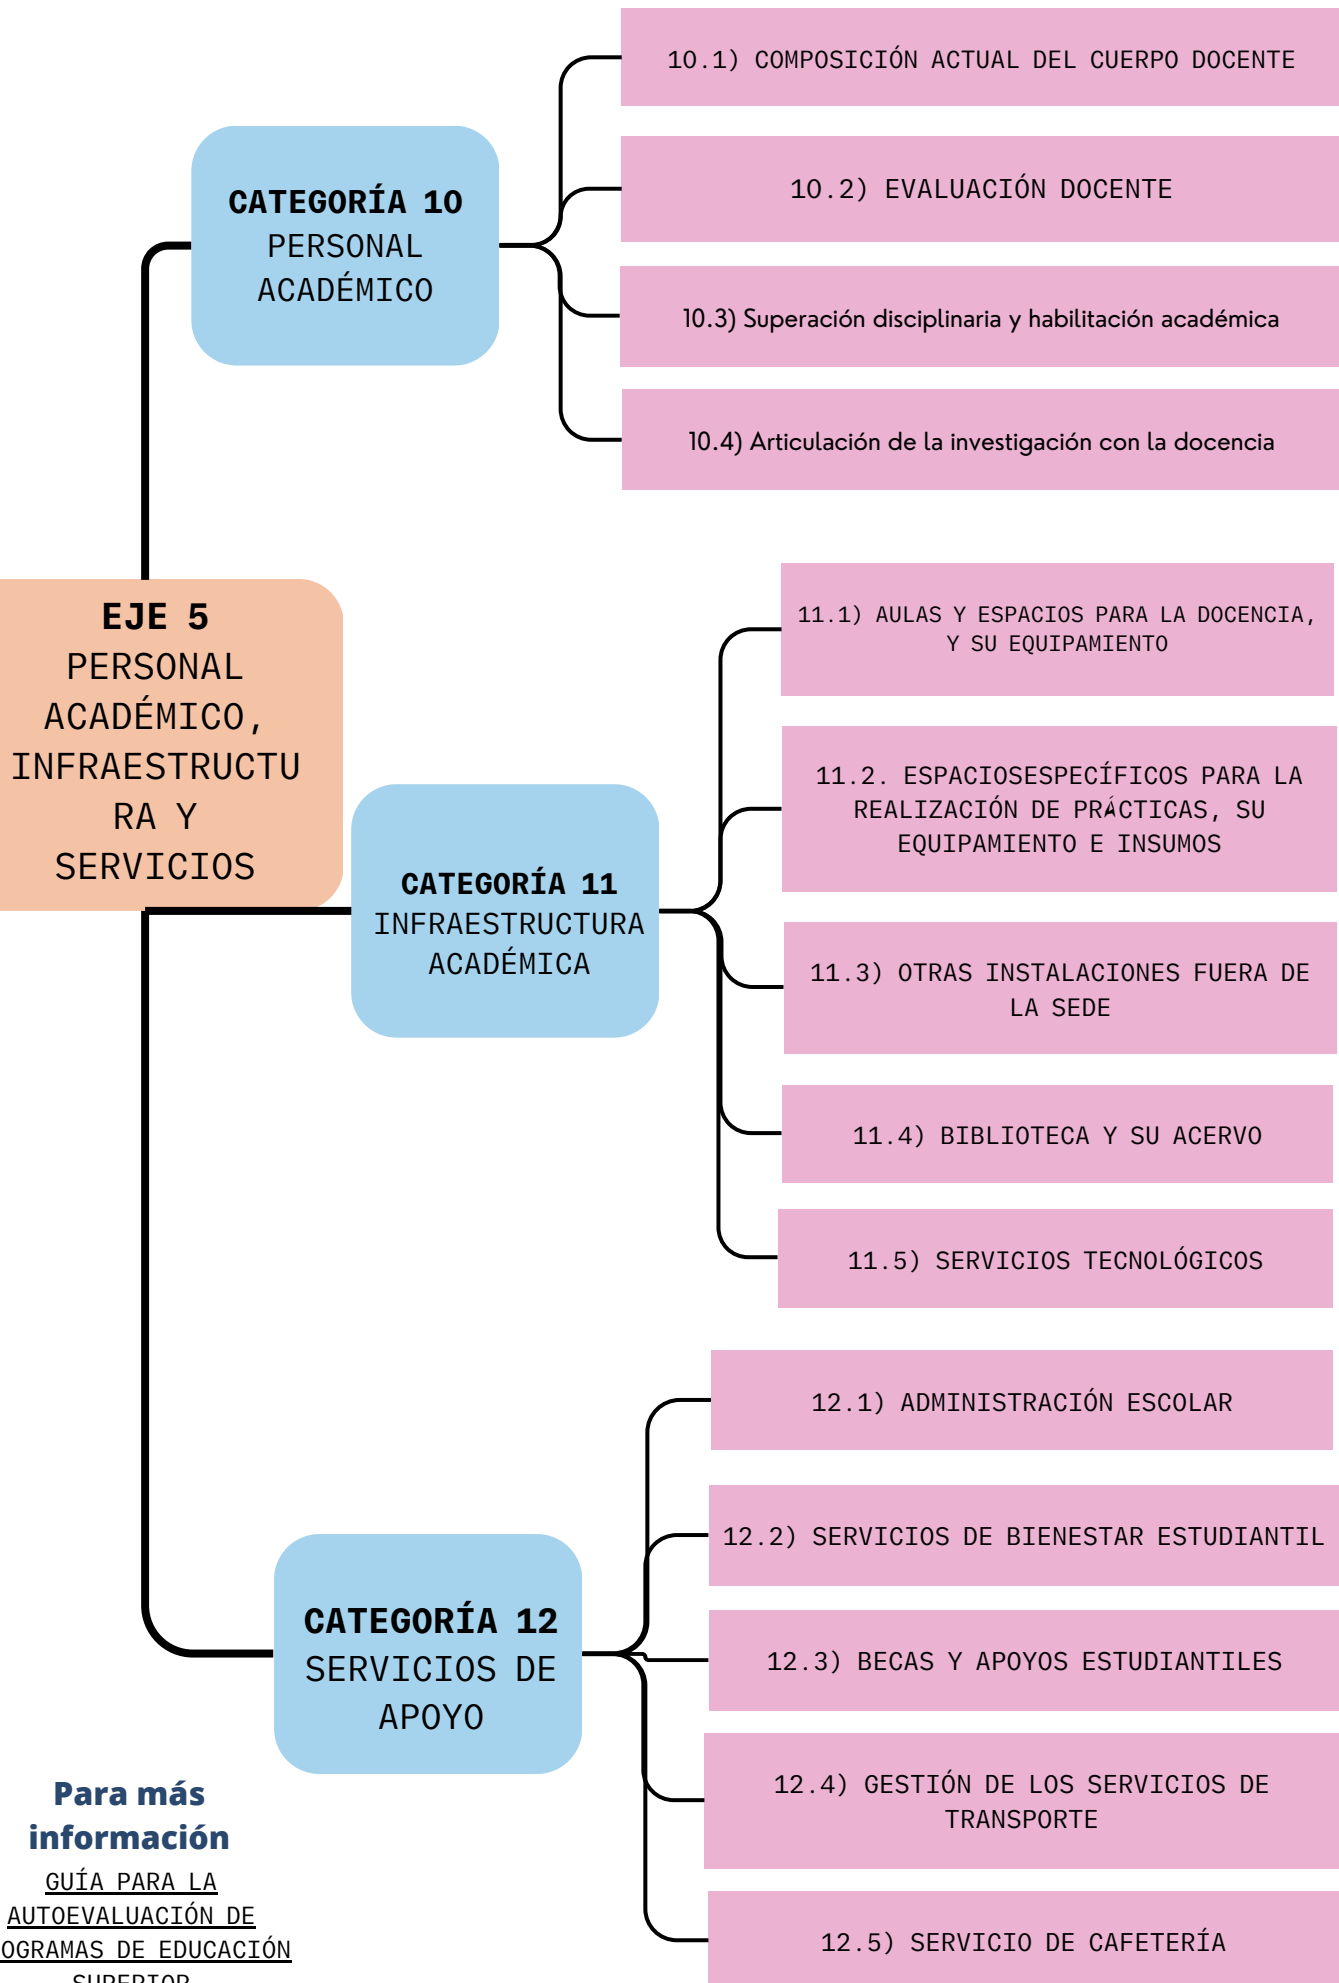 10.1) COMPOSICIÓN ACTUAL DEL CUERPO DOCENTE
CATEGORÍA 10
PERSONAL
ACADÉMICO
10.2) EVALUACIÓN DOCENTE
10.3) Superación disciplinaria y habilitación académica
10.4) Articulación de la investigación con la docencia
EJE 5
PERSONAL
ACADÉMICO,
INFRAESTRUCTU
RA Y
SERVICIOS
CATEGORÍA 11
INFRAESTRUCTURA
ACADÉMICA
11.1) AULAS Y ESPACIOS PARA LA DOCENCIA,
Y SU EQUIPAMIENTO
11.2. ESPACIOSESPECÍFICOS PARA LA
REALIZACIÓN DE PRÁCTICAS, SU
EQUIPAMIENTO E INSUMOS
11.3) OTRAS INSTALACIONES FUERA DE
LA SEDE
11.4) BIBLIOTECA Y SU ACERVO
11.5) SERVICIOS TECNOLÓGICOS
CATEGORÍA 12
SERVICIOS DE
APOYO
12.1) ADMINISTRACIÓN ESCOLAR
12.2) SERVICIOS DE BIENESTAR ESTUDIANTIL
12.3) BECAS Y APOYOS ESTUDIANTILES
12.4) GESTIÓN DE LOS SERVICIOS DE
TRANSPORTE
12.5) SERVICIO DE CAFETERÍA
Para más
información
GUÍA PARA LA
AUTOEVALUACIÓN DE
OGRAMAS DE EDUCACIÓN
SUPERIOR